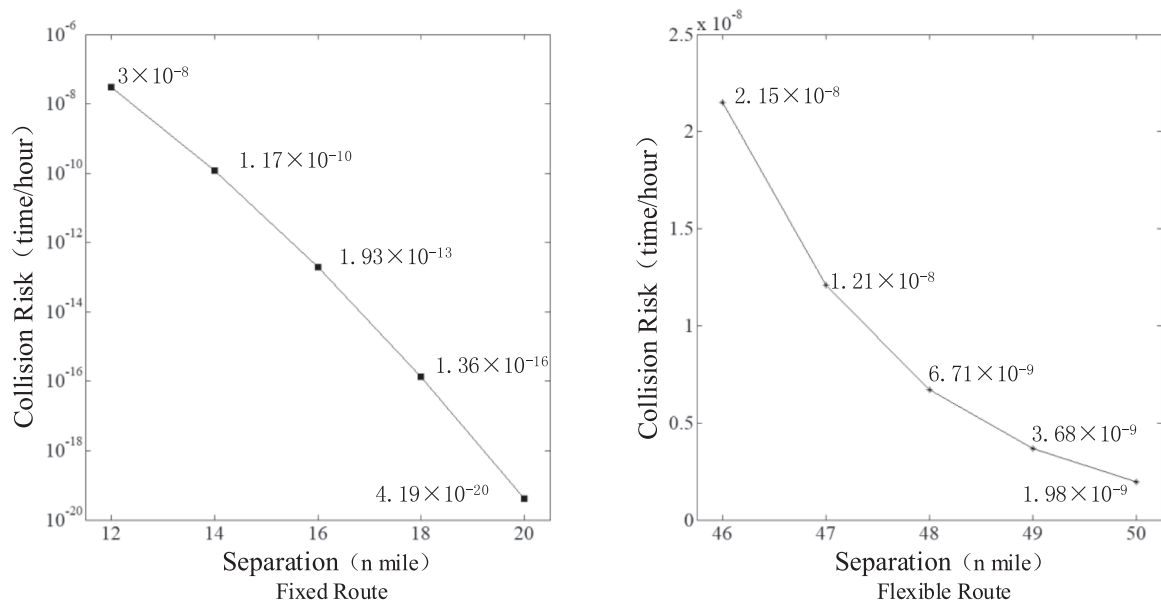 10⁻⁶
10⁻⁸
10⁻¹⁰
10⁻¹²
10⁻¹⁴
10⁻¹⁶
10⁻¹⁸
10⁻²⁰
Collision Risk（time/hour）
3×10⁻⁸
1.17×10⁻¹⁰
1.93×10⁻¹³
1.36×10⁻¹⁶
4.19×10⁻²⁰
12 14 16 18 20
Separation（n mile）
Fixed Route
2.5 x 10⁻⁸
2
1.5
1
0.5
0
Collision Risk（time/hour）
2.15×10⁻⁸
1.21×10⁻⁸
6.71×10⁻⁹
3.68×10⁻⁹
1.98×10⁻⁹
46 47 48 49 50
Separation（n mile）
Flexible Route